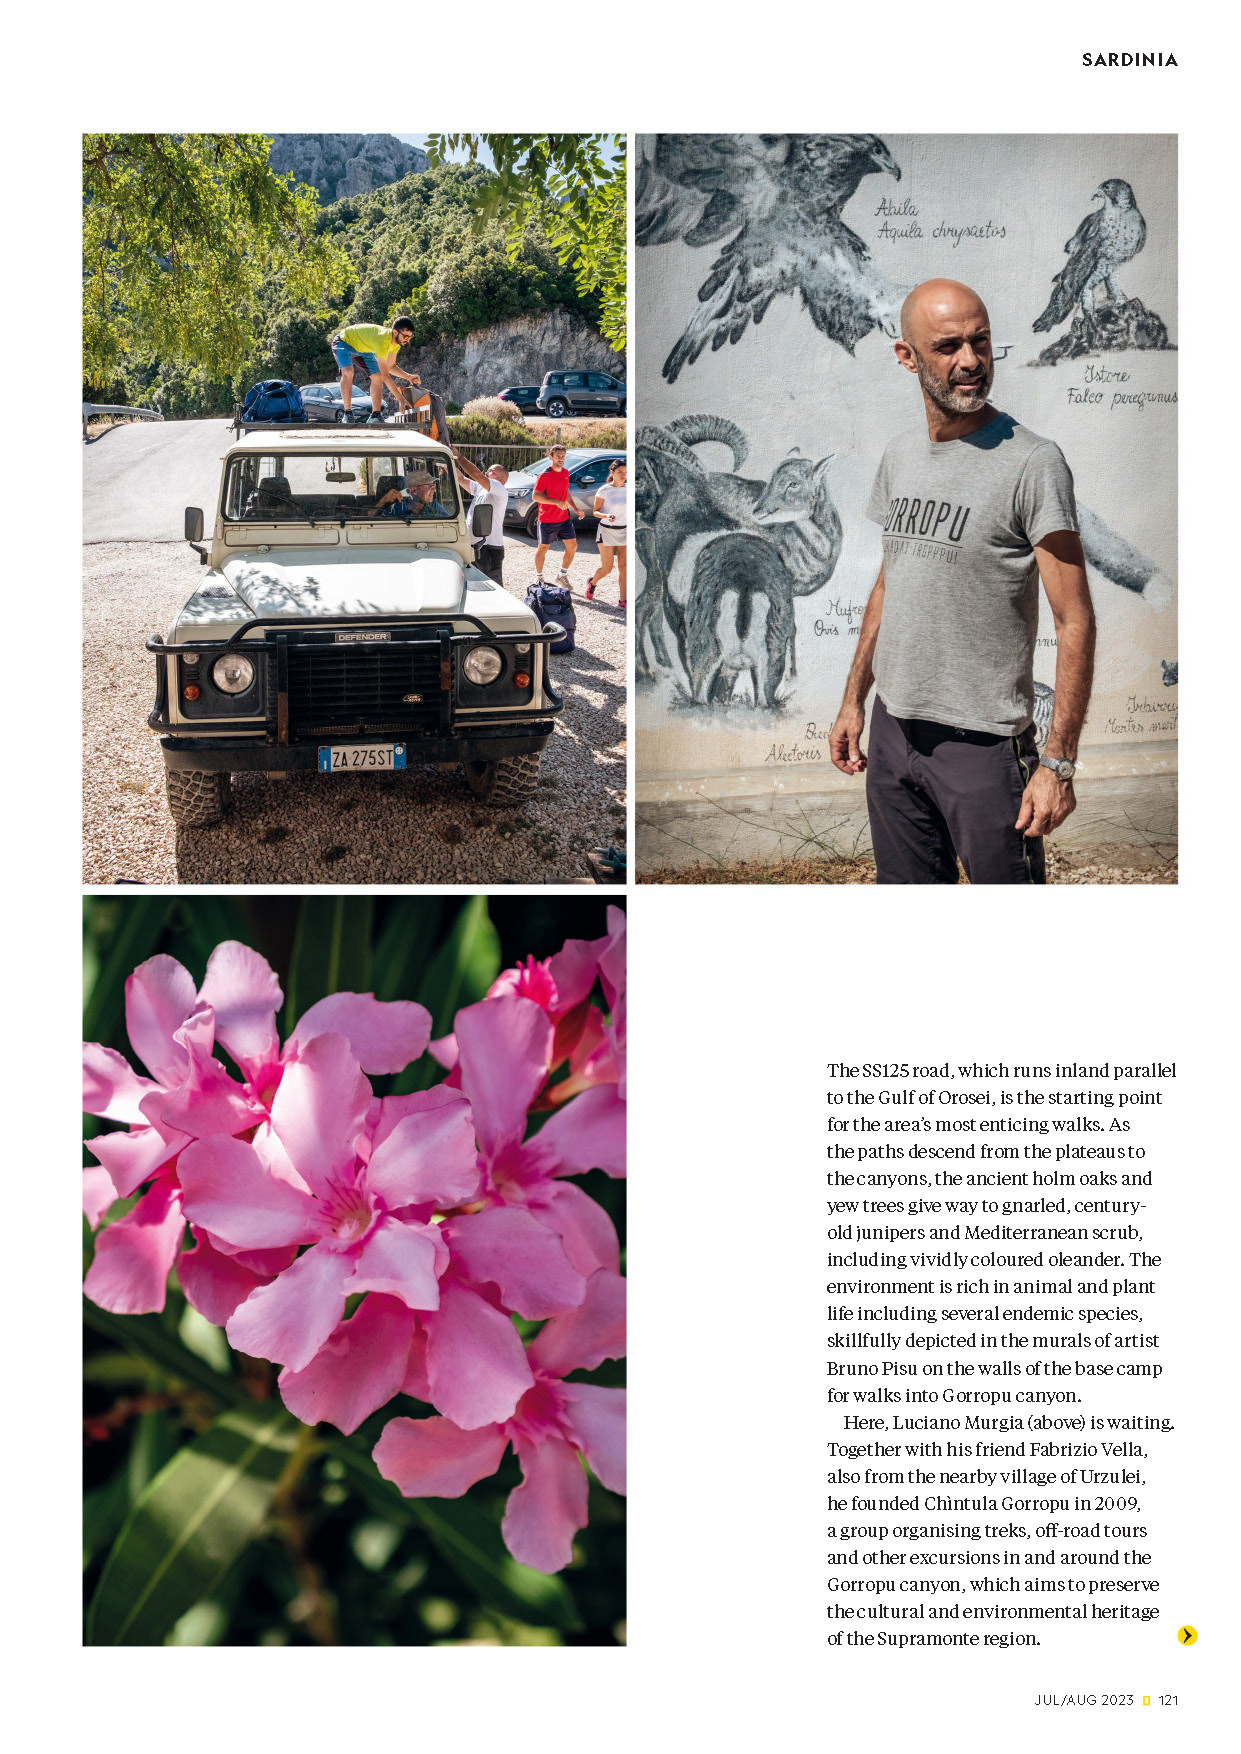 SARDINIA
Abila
Aquila chrysaetos
Istore
Falco peregrinus
ORROPU
DEFENDER
ZA 275ST
Ovis
Alectoris
The SS125 road, which runs inland parallel
to the Gulf of Orosei, is the starting point
for the area's most enticing walks. As
the paths descend from the plateaus to
the canyons, the ancient holm oaks and
yew trees give way to gnarled, century-
old junipers and Mediterranean scrub,
including vividly coloured oleander. The
environment is rich in animal and plant
life including several endemic species,
skillfully depicted in the murals of artist
Bruno Pisu on the walls of the base camp
for walks into Gorropu canyon.
Here, Luciano Murgia (above) is waiting.
Together with his friend Fabrizio Vella,
also from the nearby village of Urzulei,
he founded Chìntula Gorropu in 2009,
a group organising treks, off-road tours
and other excursions in and around the
Gorropu canyon, which aims to preserve
the cultural and environmental heritage
of the Supramonte region.
JUL/AUG 2023 121